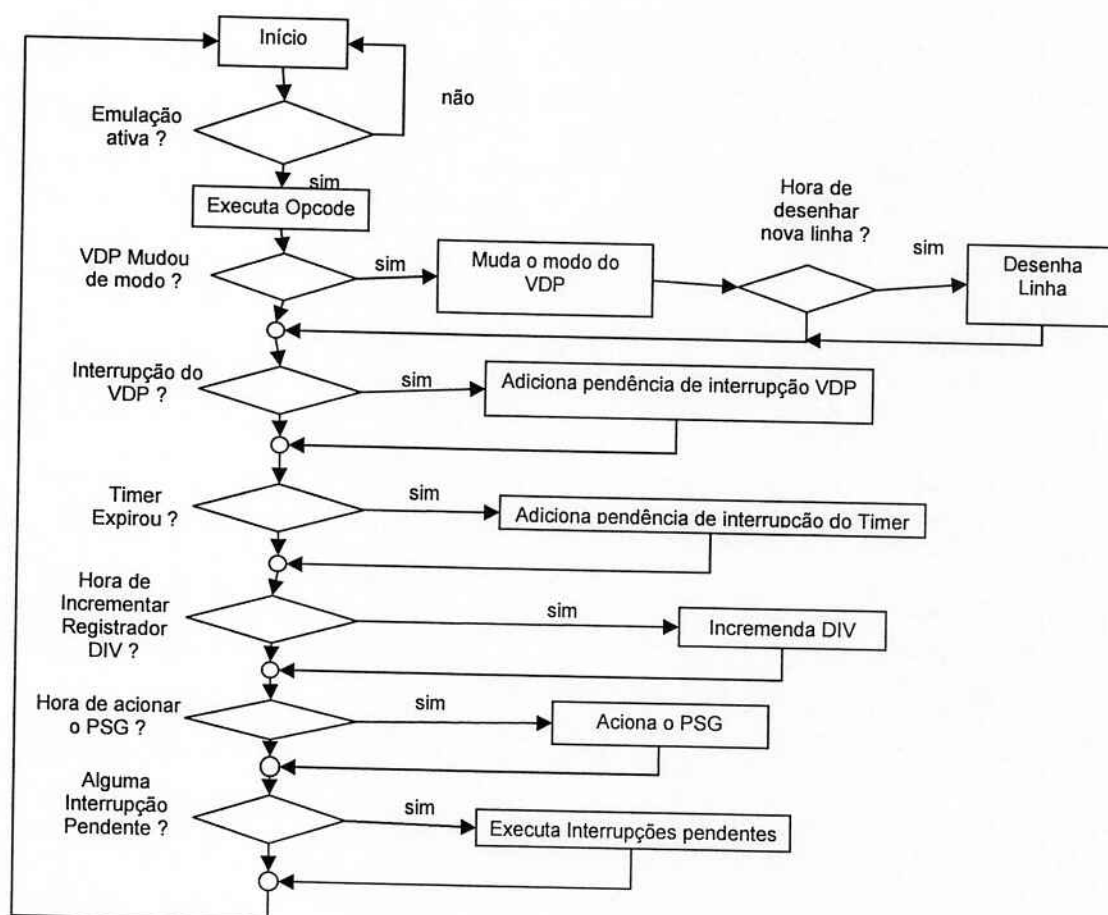 Início
não
Emulação
ativa ?
sim
Executa Opcode
Hora de
desenhar
nova linha ?
VDP Mudou
de modo ?
sim
Muda o modo do
VDP
sim
Desenha
Linha
Interrupção do
VDP ?
sim
Adiciona pendência de interrupção VDP
Timer
Expirou ?
sim
Adiciona pendência de interrupção do Timer
Hora de
Incrementar
Registrador
DIV ?
sim
Incremenda DIV
Hora de acionar
o PSG ?
sim
Aciona o PSG
Alguma
Interrupção
Pendente ?
sim
Executa Interrupções pendentes